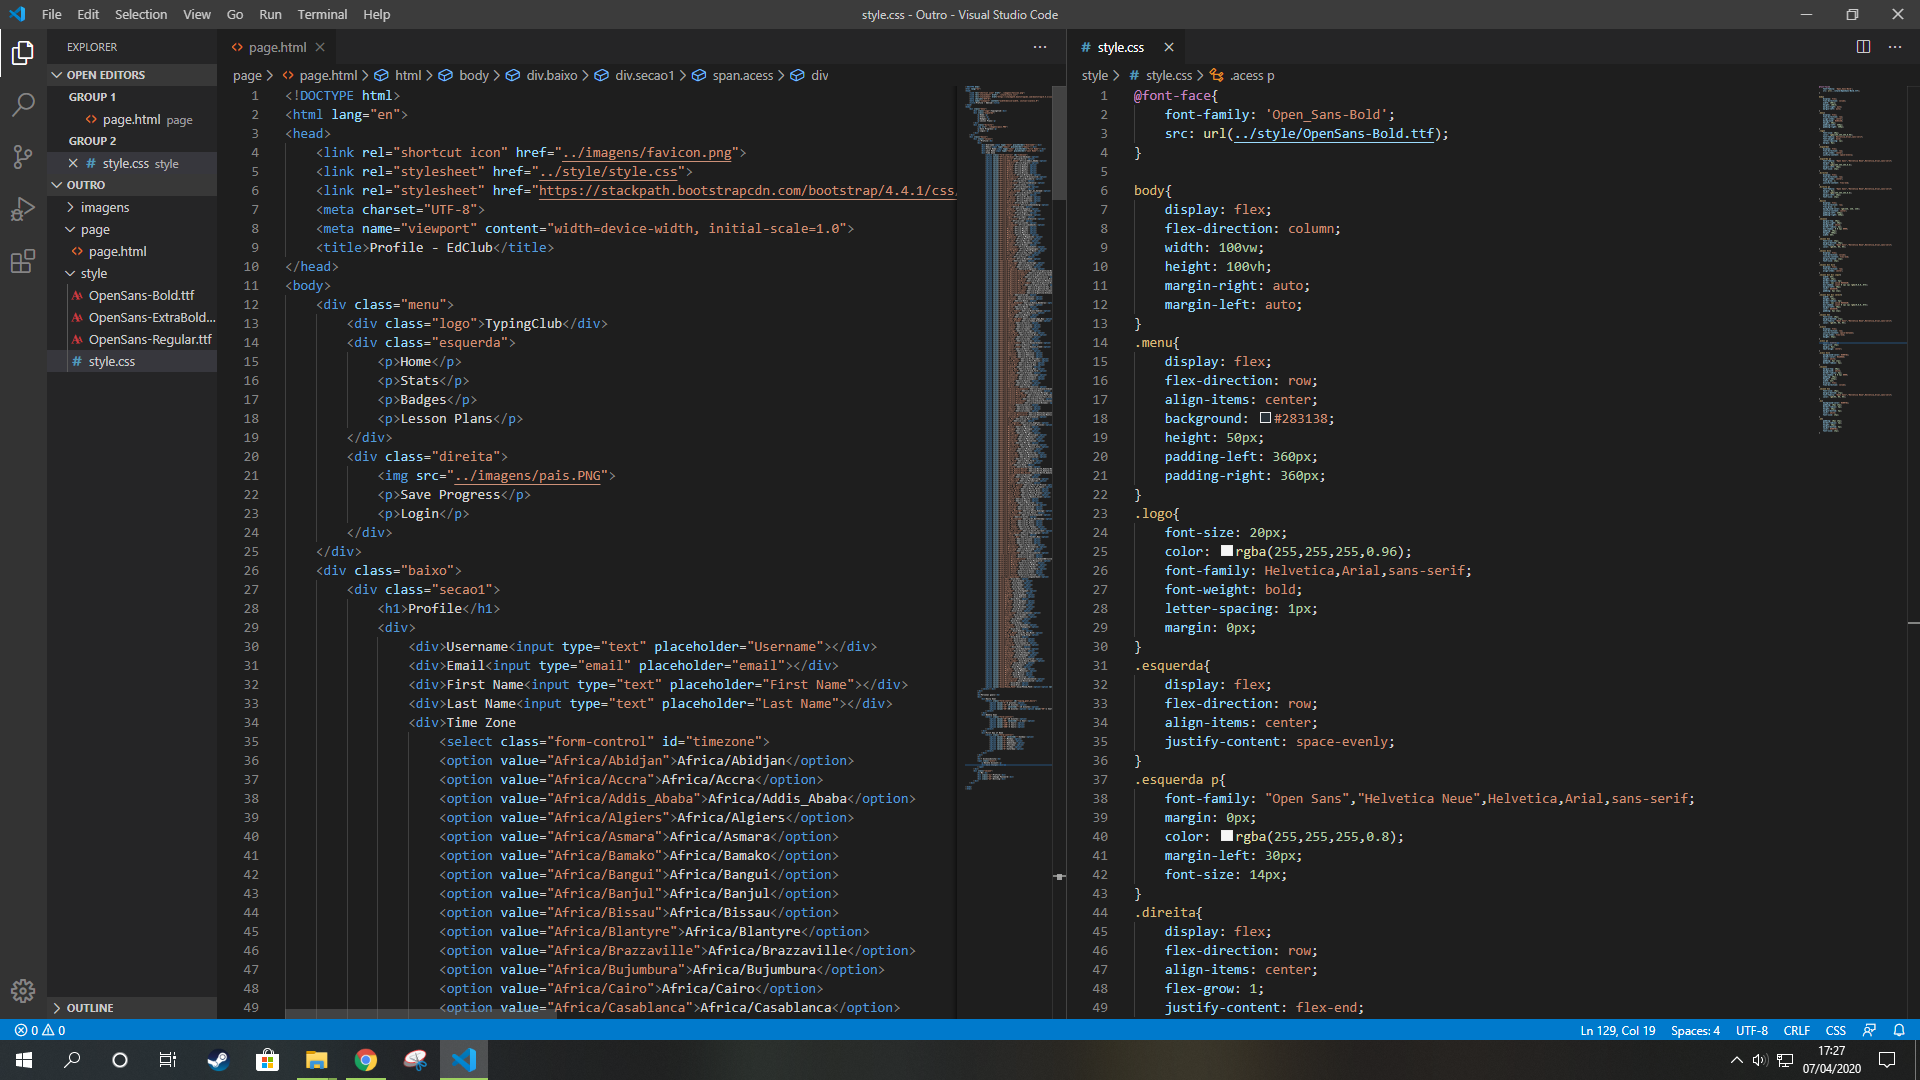 File Edit Selection View Go Run Terminal Help
style.css - Outro - Visual Studio Code
EXPLORER
OPEN EDITORS
GROUP 1
page.html page
GROUP 2
style.css style
OUTRO
imagens
page
page.html
style
OpenSans-Bold.ttf
OpenSans-ExtraBold...
OpenSans-Regular.ttf
style.css
OUTLINE
page.html
page > page.html > html > body > div.baixo > div.secao1 > span.acess > div
1 <!DOCTYPE html>
2 <html lang="en">
3 <head>
4 <link rel="shortcut icon" href="../imagens/favicon.png">
5 <link rel="stylesheet" href="../style/style.css">
6 <link rel="stylesheet" href="https://stackpath.bootstrapcdn.com/bootstrap/4.4.1/css/
7 <meta charset="UTF-8">
8 <meta name="viewport" content="width=device-width, initial-scale=1.0">
9 <title>Profile - EdClub</title>
10 </head>
11 <body>
12 <div class="menu">
13 <div class="logo">TypingClub</div>
14 <div class="esquerda">
15 <p>Home</p>
16 <p>Stats</p>
17 <p>Badges</p>
18 <p>Lesson Plans</p>
19 </div>
20 <div class="direita">
21 <img src="../imagens/pais.PNG">
22 <p>Save Progress</p>
23 <p>Login</p>
24 </div>
25 </div>
26 <div class="baixo">
27 <div class="secao1">
28 <h1>Profile</h1>
29 <div>
30 <div>Username<input type="text" placeholder="Username"></div>
31 <div>Email<input type="email" placeholder="email"></div>
32 <div>First Name<input type="text" placeholder="First Name"></div>
33 <div>Last Name<input type="text" placeholder="Last Name"></div>
34 <div>Time Zone
35 <select class="form-control" id="timezone">
36 <option value="Africa/Abidjan">Africa/Abidjan</option>
37 <option value="Africa/Accra">Africa/Accra</option>
38 <option value="Africa/Addis_Ababa">Africa/Addis_Ababa</option>
39 <option value="Africa/Algiers">Africa/Algiers</option>
40 <option value="Africa/Asmara">Africa/Asmara</option>
41 <option value="Africa/Bamako">Africa/Bamako</option>
42 <option value="Africa/Bangui">Africa/Bangui</option>
43 <option value="Africa/Banjul">Africa/Banjul</option>
44 <option value="Africa/Bissau">Africa/Bissau</option>
45 <option value="Africa/Blantyre">Africa/Blantyre</option>
46 <option value="Africa/Brazzaville">Africa/Brazzaville</option>
47 <option value="Africa/Bujumbura">Africa/Bujumbura</option>
48 <option value="Africa/Cairo">Africa/Cairo</option>
49 <option value="Africa/Casablanca">Africa/Casablanca</option>
style.css
style > style.css > .acess p
1 @font-face{
2 font-family: 'Open_Sans-Bold';
3 src: url(../style/OpenSans-Bold.ttf);
4 }
5
6 body{
7 display: flex;
8 flex-direction: column;
9 width: 100vw;
10 height: 100vh;
11 margin-right: auto;
12 margin-left: auto;
13 }
14 .menu{
15 display: flex;
16 flex-direction: row;
17 align-items: center;
18 background: #283138;
19 height: 50px;
20 padding-left: 360px;
21 padding-right: 360px;
22 }
23 .logo{
24 font-size: 20px;
25 color: rgba(255,255,255,0.96);
26 font-family: Helvetica,Arial,sans-serif;
27 font-weight: bold;
28 letter-spacing: 1px;
29 margin: 0px;
30 }
31 .esquerda{
32 display: flex;
33 flex-direction: row;
34 align-items: center;
35 justify-content: space-evenly;
36 }
37 .esquerda p{
38 font-family: "Open Sans","Helvetica Neue",Helvetica,Arial,sans-serif;
39 margin: 0px;
40 color: rgba(255,255,255,0.8);
41 margin-left: 30px;
42 font-size: 14px;
43 }
44 .direita{
45 display: flex;
46 flex-direction: row;
47 align-items: center;
48 flex-grow: 1;
49 justify-content: flex-end;
0 0
Ln 129, Col 19 Spaces: 4 UTF-8 CRLF CSS
17:27
07/04/2020